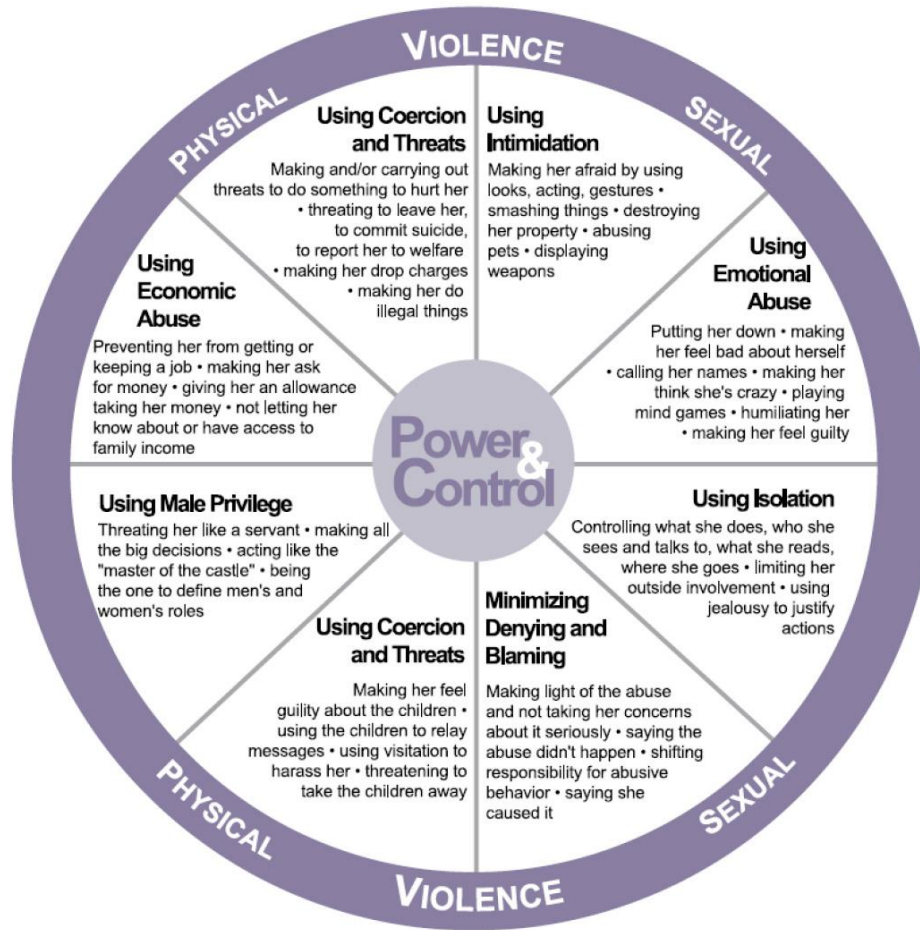 VIOLENCE
PHYSICAL
SEXUAL
Using Coercion
and Threats
Making and/or carrying out
threats to do something to hurt her
• threating to leave her,
to commit suicide,
to report her to welfare
• making her drop charges
• making her do
illegal things
Using
Intimidation
Making her afraid by using
looks, acting, gestures •
smashing things • destroying
her property • abusing
pets • displaying
weapons
Using
Economic
Abuse
Preventing her from getting or
keeping a job • making her ask
for money • giving her an allowance
taking her money • not letting her
know about or have access to
family income
Using
Emotional
Abuse
Putting her down • making
her feel bad about herself
• calling her names • making her
think she's crazy • playing
mind games • humiliating her
• making her feel guilty
Power
&
Control
Using Male Privilege
Threating her like a servant • making all
the big decisions • acting like the
"master of the castle" • being
the one to define men's and
women's roles
Using Isolation
Controlling what she does, who she
sees and talks to, what she reads,
where she goes • limiting her
outside involvement • using
jealousy to justify
actions
Using Coercion
and Threats
Making her feel
guility about the children •
using the children to relay
messages • using visitation to
harass her • threatening to
take the children away
Minimizing
Denying and
Blaming
Making light of the abuse
and not taking her concerns
about it seriously • saying the
abuse didn't happen • shifting
responsibility for abusive
behavior • saying she
caused it
PHYSICAL
SEXUAL
VIOLENCE